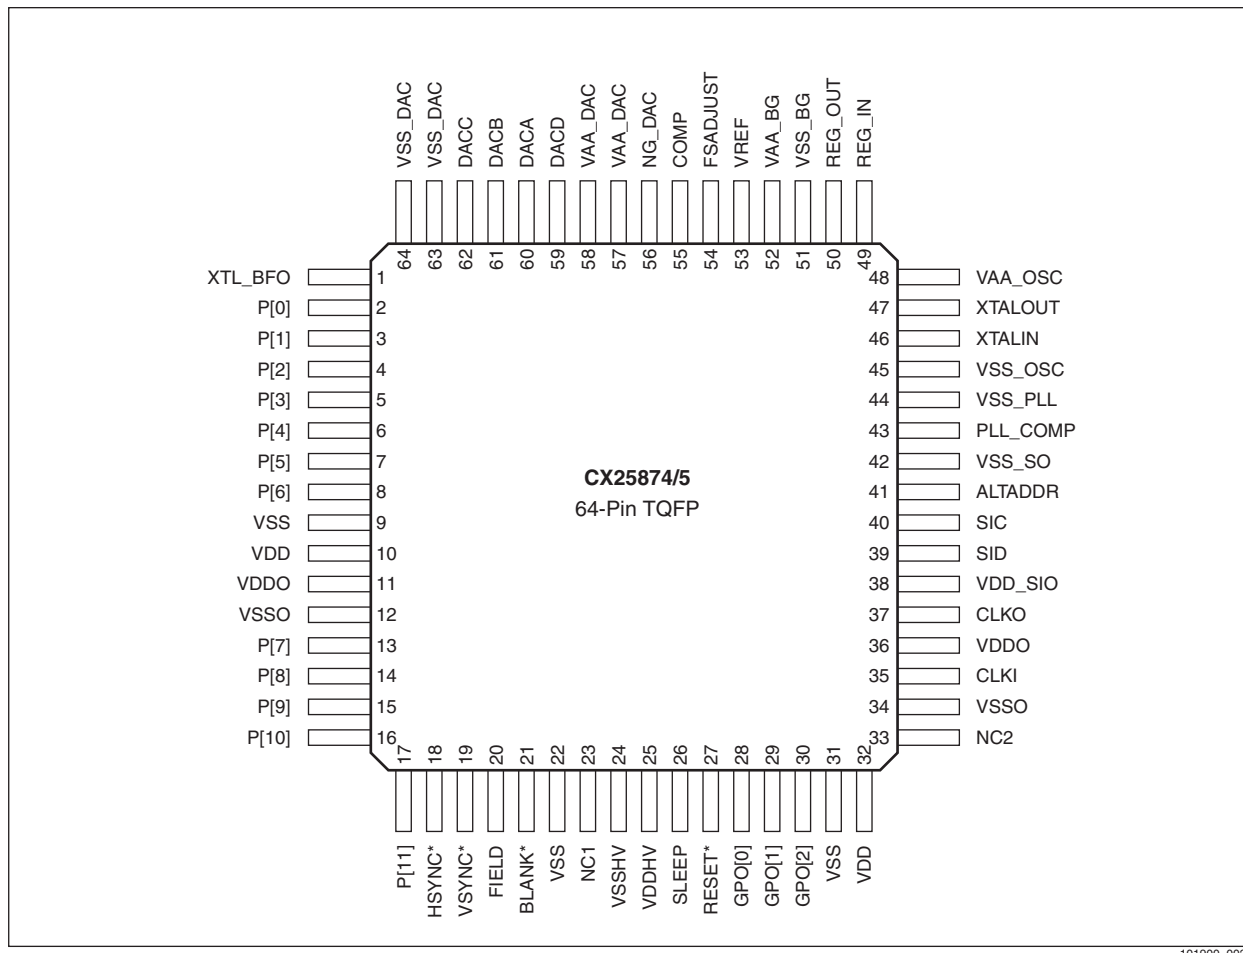 VSS_DAC
VSS_DAC
DACC
DACB
DACA
DACD
VAA_DAC
VAA_DAC
NG_DAC
COMP
FSADJUST
VREF
VAA_BG
VSS_BG
REG_OUT
REG_IN
64
63
62
61
60
59
58
57
56
55
54
53
52
51
50
49
XTL_BFO 1
P[0] 2
P[1] 3
P[2] 4
P[3] 5
P[4] 6
P[5] 7
P[6] 8
VSS 9
VDD 10
VDDO 11
VSSO 12
P[7] 13
P[8] 14
P[9] 15
P[10] 16
CX25874/5
64-Pin TQFP
48 VAA_OSC
47 XTALOUT
46 XTALIN
45 VSS_OSC
44 VSS_PLL
43 PLL_COMP
42 VSS_SO
41 ALTADDR
40 SIC
39 SID
38 VDD_SIO
37 CLKO
36 VDDO
35 CLKI
34 VSSO
33 NC2
17
18
19
20
21
22
23
24
25
26
27
28
29
30
31
32
P[11]
HSYNC*
VSYNC*
FIELD
BLANK*
VSS
NC1
VSSHV
VDDHV
SLEEP
RESET*
GPO[0]
GPO[1]
GPO[2]
VSS
VDD